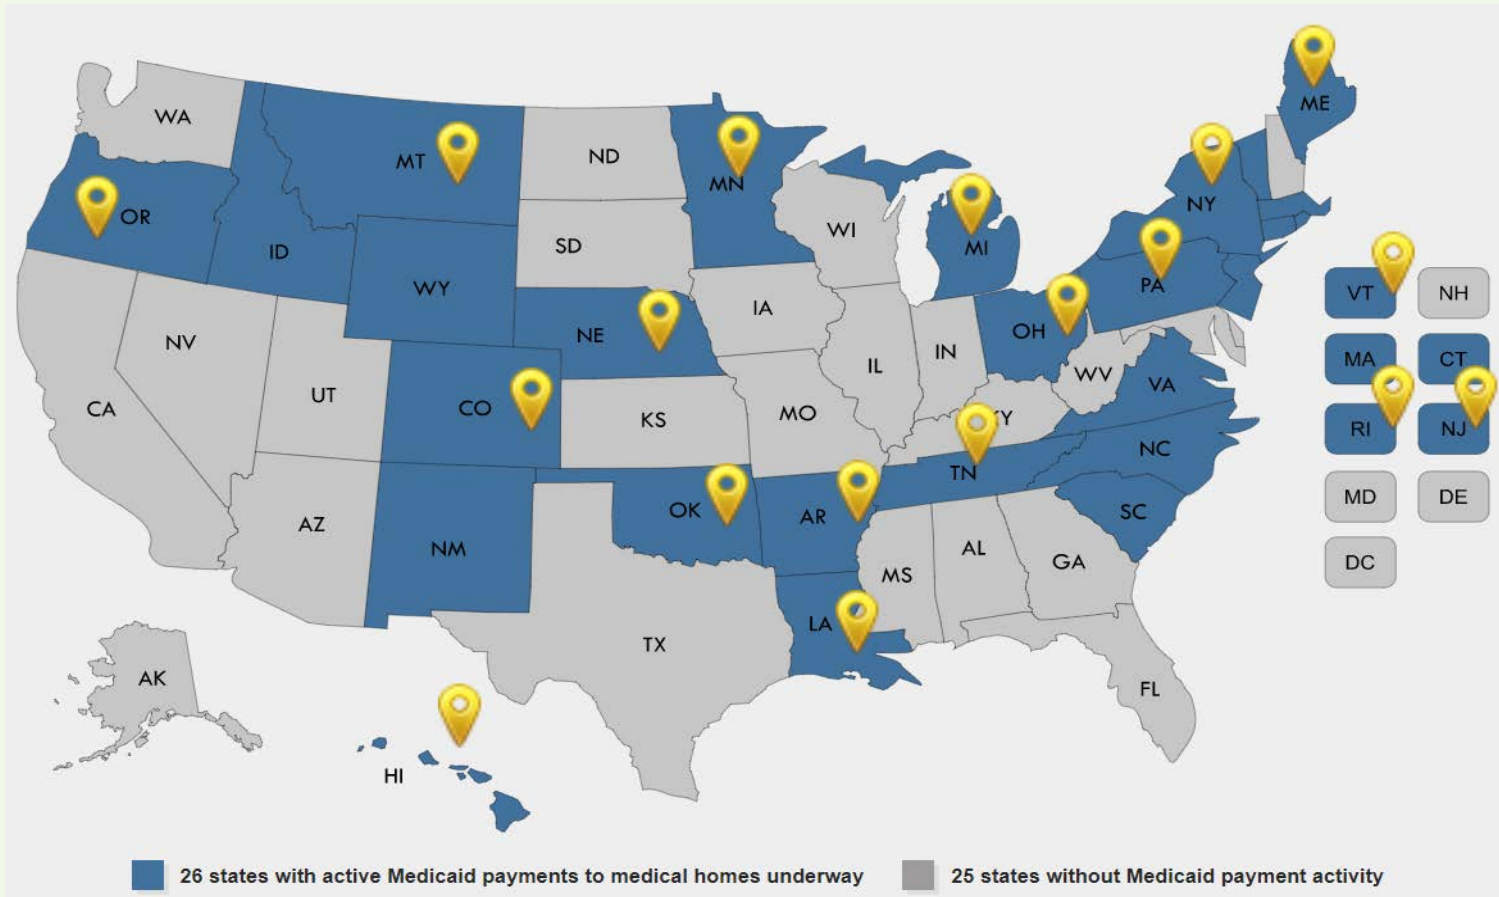 ME
WA
MT
ND
MN
OR
NY
SD
WI
MI
ID
WY
PA
VT
NH
NE
IA
OH
NV
IL
IN
MA
CT
WV
VA
UT
CO
KS
MO
KY
CA
RI
NJ
NC
TN
OK
AR
SC
MD
DE
AZ
NM
AL
GA
DC
MS
LA
TX
AK
FL
HI
26 states with active Medicaid payments to medical homes underway
25 states without Medicaid payment activity